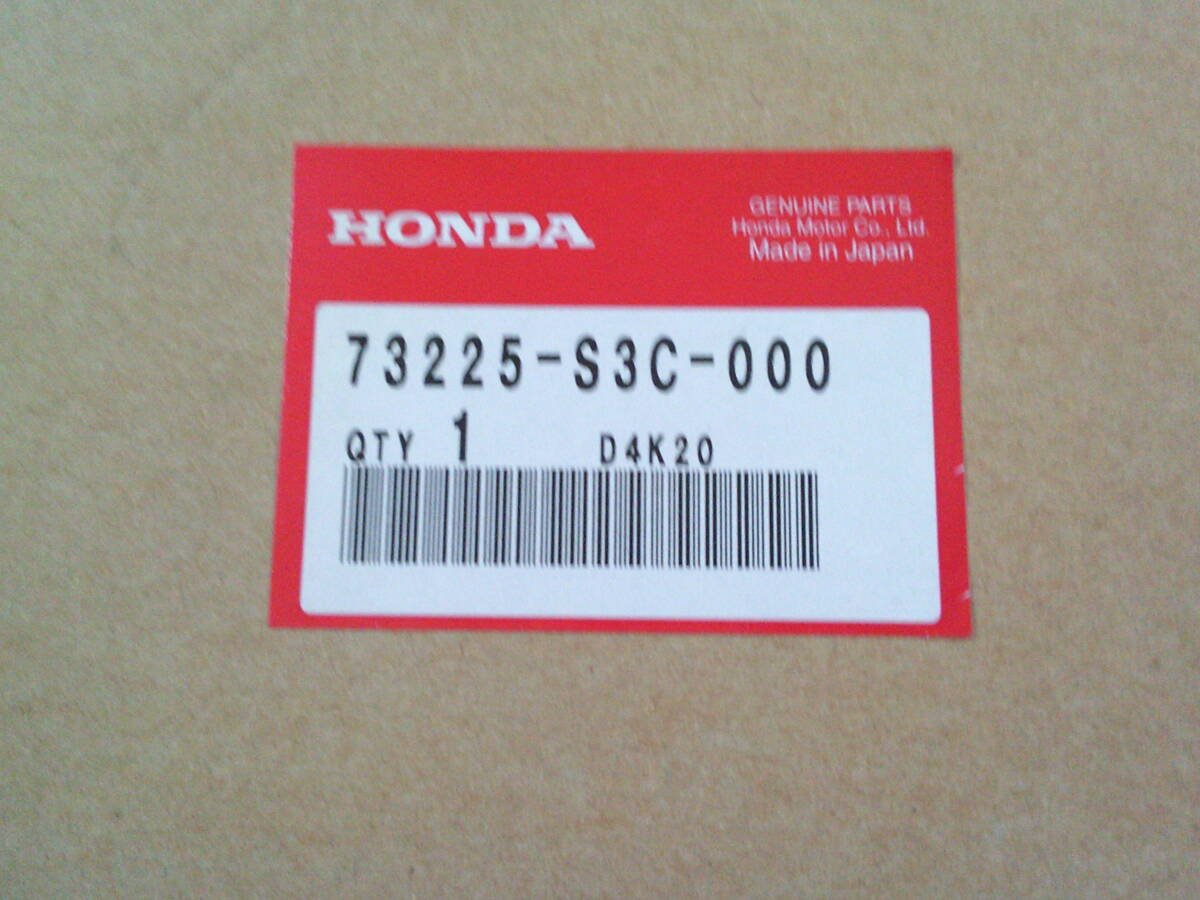 HONDA
GENUINE PARTS
Honda Motor Co., Ltd.
Made in Japan
73225-S3C-000
QTY 1 D4K20